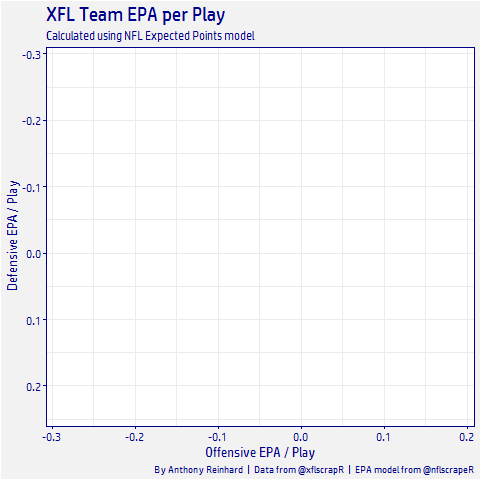 XFL Team EPA per Play
Calculated using NFL Expected Points model
Defensive EPA / Play
-0.3
-0.2
-0.1
0.0
0.1
0.2
-0.3 -0.2 -0.1 0.0 0.1 0.2
Offensive EPA / Play
By Anthony Reinhard | Data from @xflscrapR | EPA model from @nflscrapeR